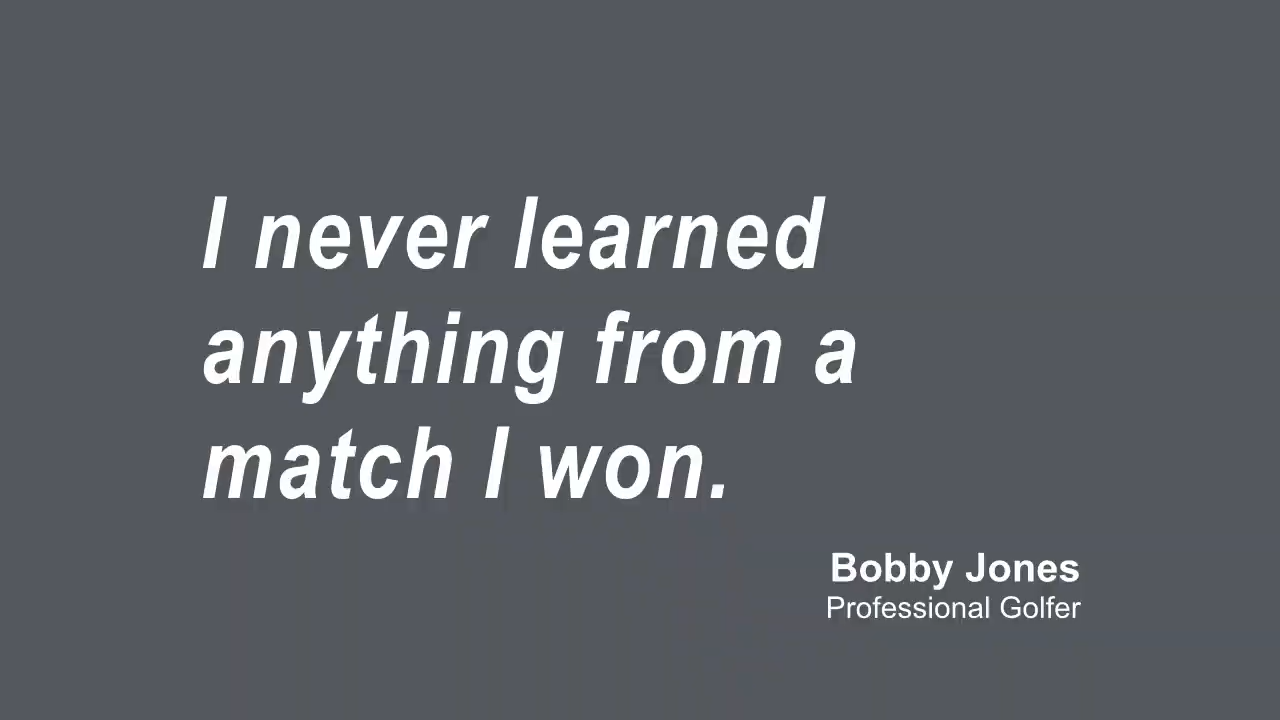 I never learned
anything from a
match I won.
Bobby Jones
Professional Golfer